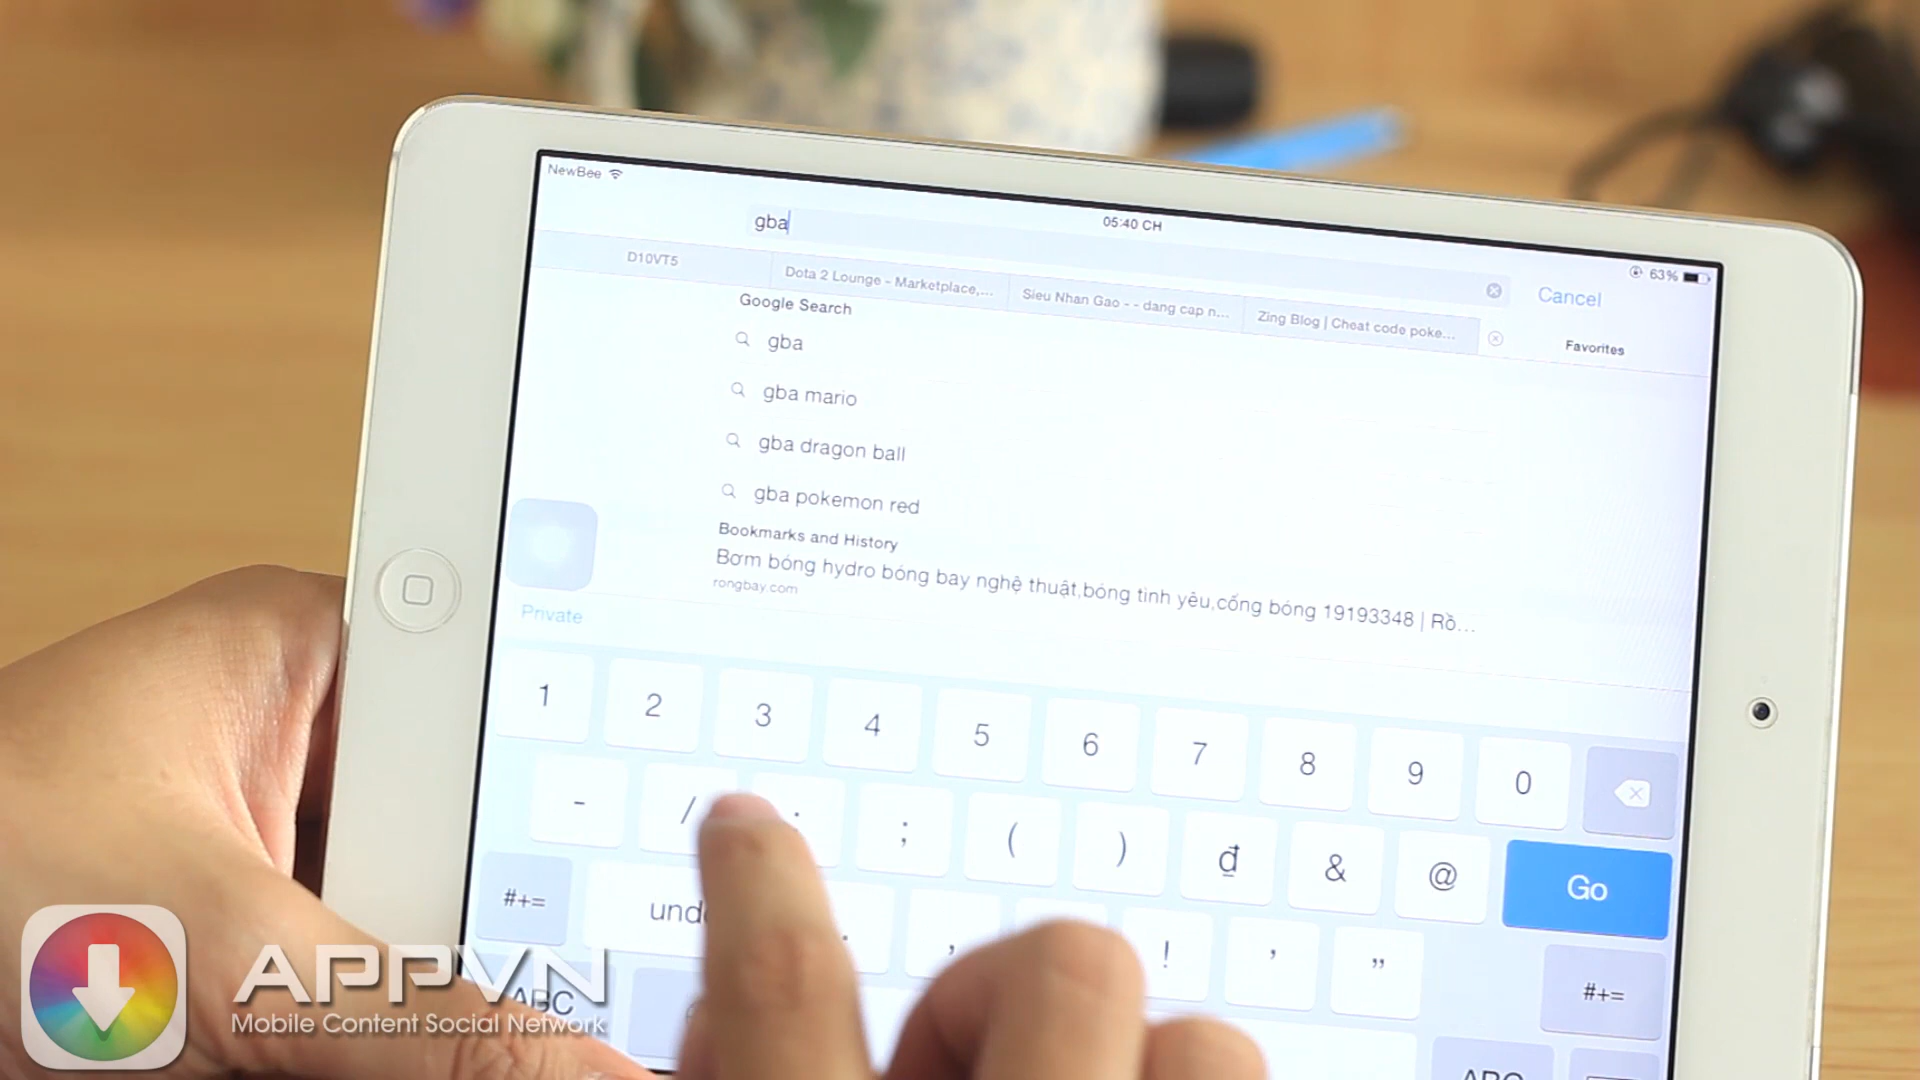 NewBee
05:40 CH
63%
gba
Cancel
D10VT5
Dota 2 Lounge - Marketplace,...
Sieu Nhan Gao - - dang cap n...
Zing Blog | Cheat code poke...
Favorites
Google Search
gba
gba mario
gba dragon ball
gba pokemon red
Bookmarks and History
Bơm bóng hydro bóng bay nghệ thuật,bóng tình yêu,cổng bóng 19193348 | Rồ...
rongbay.com
Private
1 2 3 4 5 6 7 8 9 0
- / : ; ( ) ₫ & @ Go
#+= . , ! ' " #+=
ABC ABC
APPVN
Mobile Content Social Network